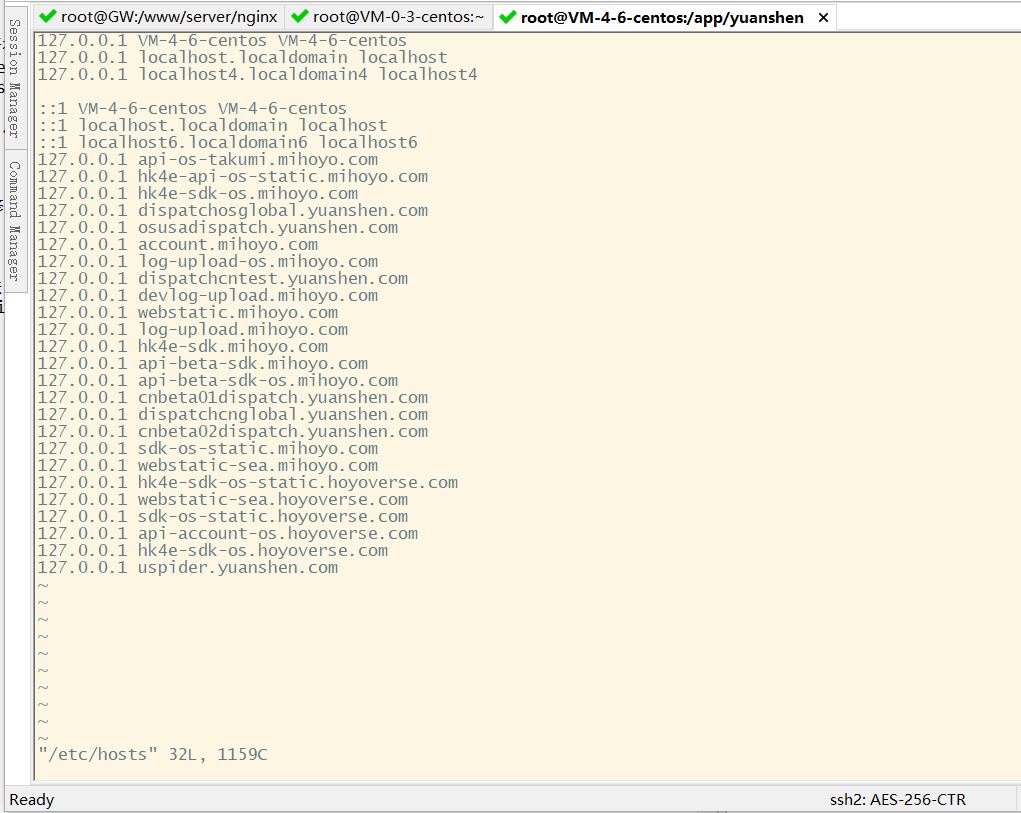 root@GW:/www/server/nginx root@VM-0-3-centos:~ root@VM-4-6-centos:/app/yuanshen ×
Session Manager
Command Manager
127.0.0.1 VM-4-6-centos VM-4-6-centos
127.0.0.1 localhost.localdomain localhost
127.0.0.1 localhost4.localdomain4 localhost4
::1 VM-4-6-centos VM-4-6-centos
::1 localhost.localdomain localhost
::1 localhost6.localdomain6 localhost6
127.0.0.1 api-os-takumi.mihoyo.com
127.0.0.1 hk4e-api-os-static.mihoyo.com
127.0.0.1 hk4e-sdk-os.mihoyo.com
127.0.0.1 dispatchosglobal.yuanshen.com
127.0.0.1 osusadispatch.yuanshen.com
127.0.0.1 account.mihoyo.com
127.0.0.1 log-upload-os.mihoyo.com
127.0.0.1 dispatchcntest.yuanshen.com
127.0.0.1 devlog-upload.mihoyo.com
127.0.0.1 webstatic.mihoyo.com
127.0.0.1 log-upload.mihoyo.com
127.0.0.1 hk4e-sdk.mihoyo.com
127.0.0.1 api-beta-sdk.mihoyo.com
127.0.0.1 api-beta-sdk-os.mihoyo.com
127.0.0.1 cnbeta01dispatch.yuanshen.com
127.0.0.1 dispatchcnglobal.yuanshen.com
127.0.0.1 cnbeta02dispatch.yuanshen.com
127.0.0.1 sdk-os-static.mihoyo.com
127.0.0.1 webstatic-sea.mihoyo.com
127.0.0.1 hk4e-sdk-os-static.hoyoverse.com
127.0.0.1 webstatic-sea.hoyoverse.com
127.0.0.1 sdk-os-static.hoyoverse.com
127.0.0.1 api-account-os.hoyoverse.com
127.0.0.1 hk4e-sdk-os.hoyoverse.com
127.0.0.1 uspider.yuanshen.com
~
~
~
~
~
~
~
~
~
~
"/etc/hosts" 32L, 1159C
Ready ssh2: AES-256-CTR